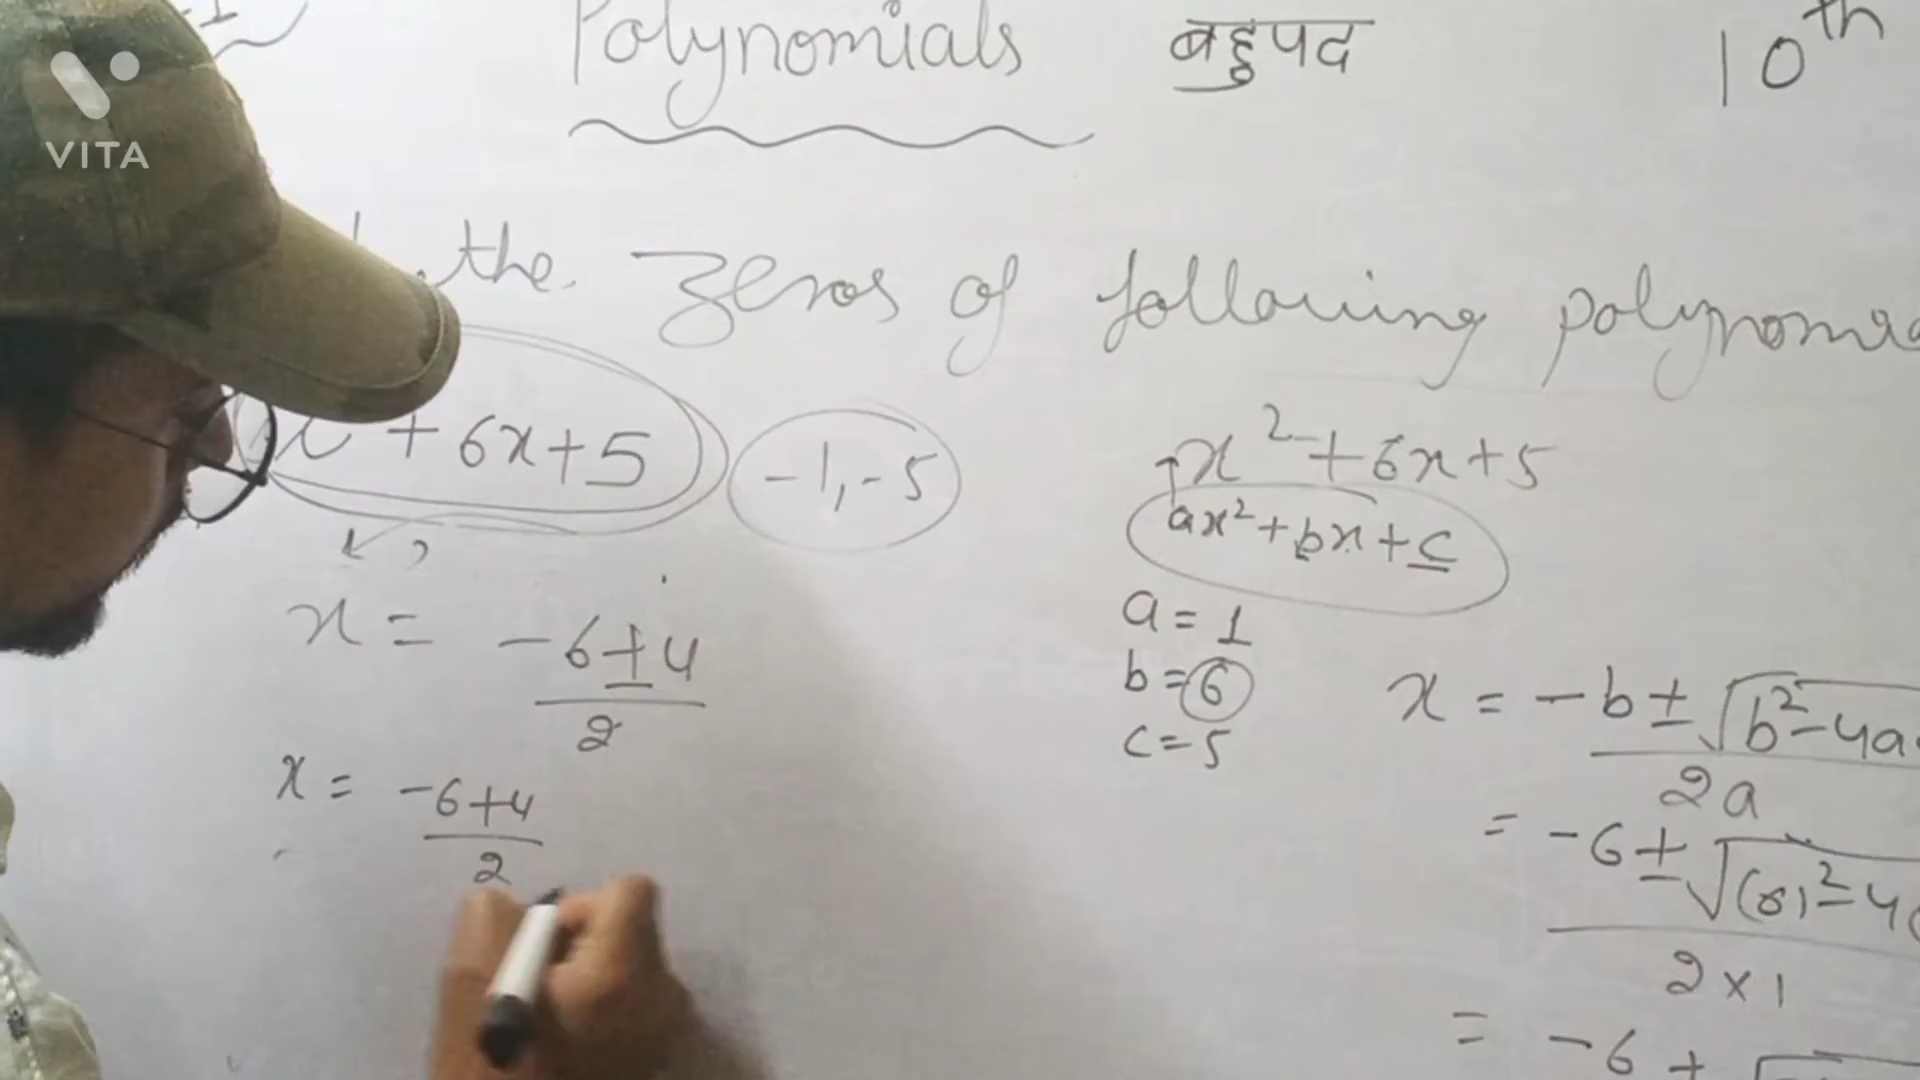 VITA
Polynomials बहुपद 10th
the zeros of following
+ 6x+5
-1, -5
x = -6±4
2
x = -6+4
2
x²+6x+5
ax²+bx+c
a = 1
b = 6
c = 5
x = -b ± √b²-4a
2a
= -6 ± √(6)²-4(
2×1
= -6 ±